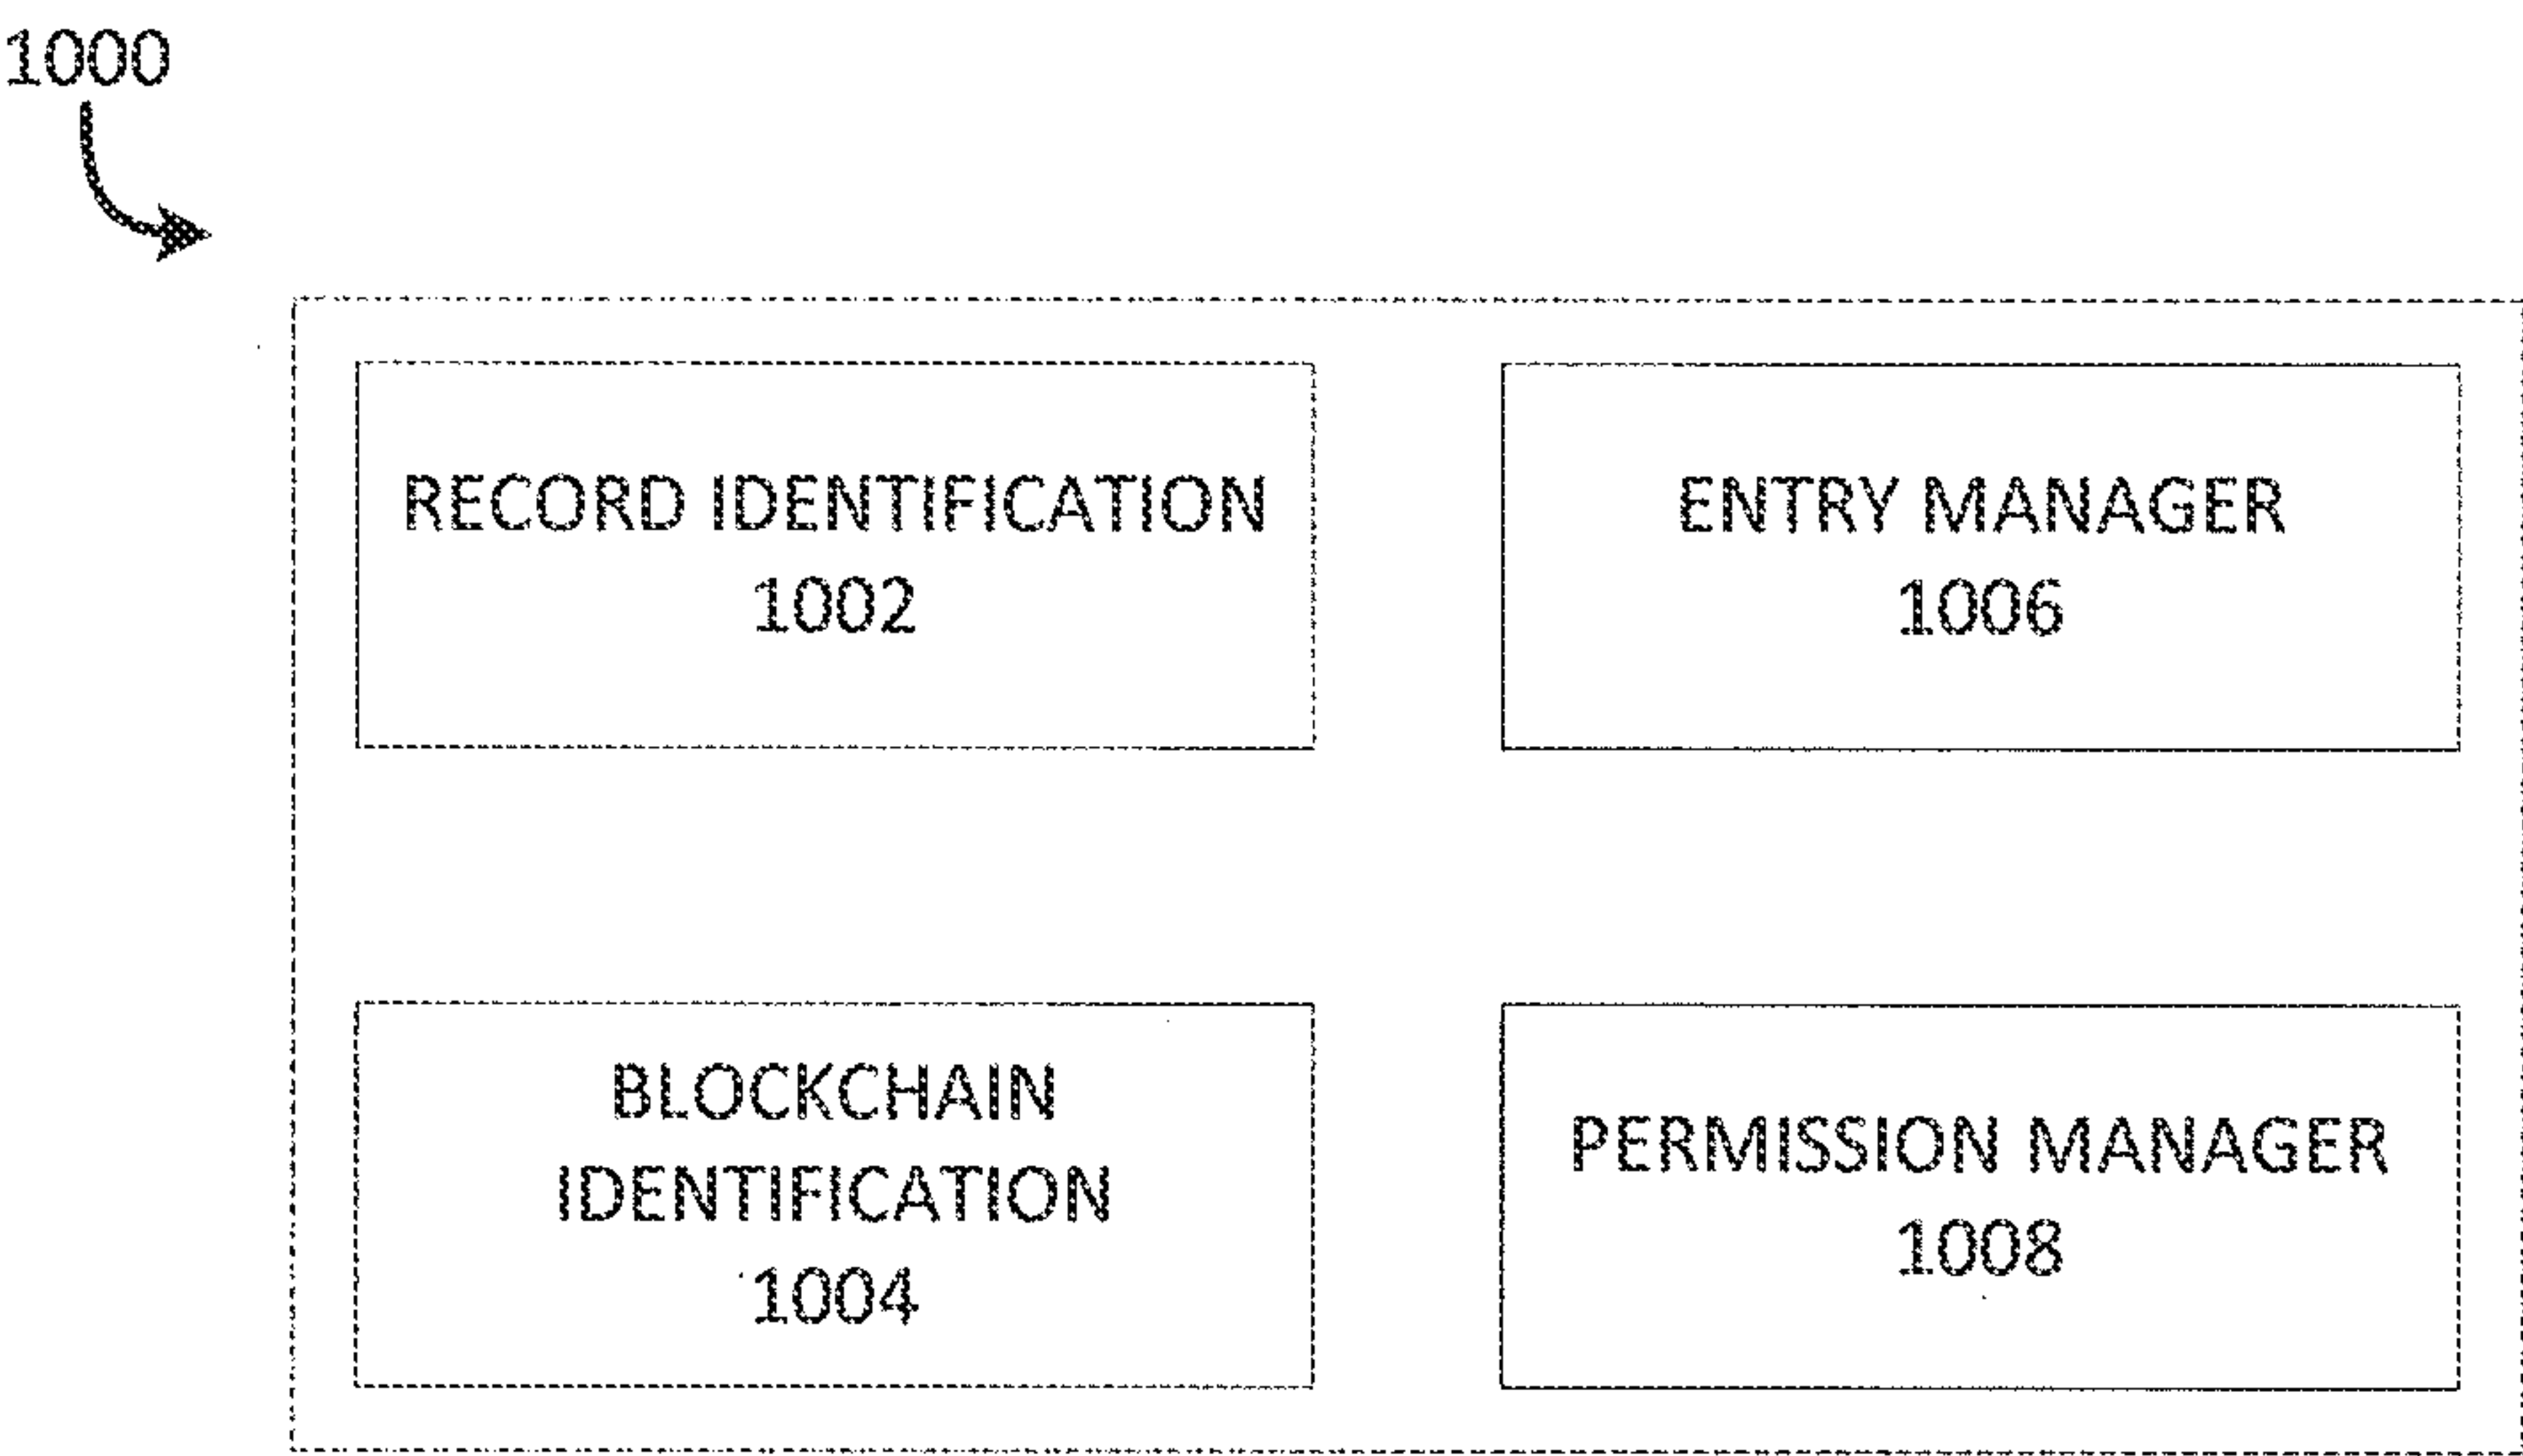 1000
RECORD IDENTIFICATION
1002
ENTRY MANAGER
1006
BLOCKCHAIN
IDENTIFICATION
1004
PERMISSION MANAGER
1008